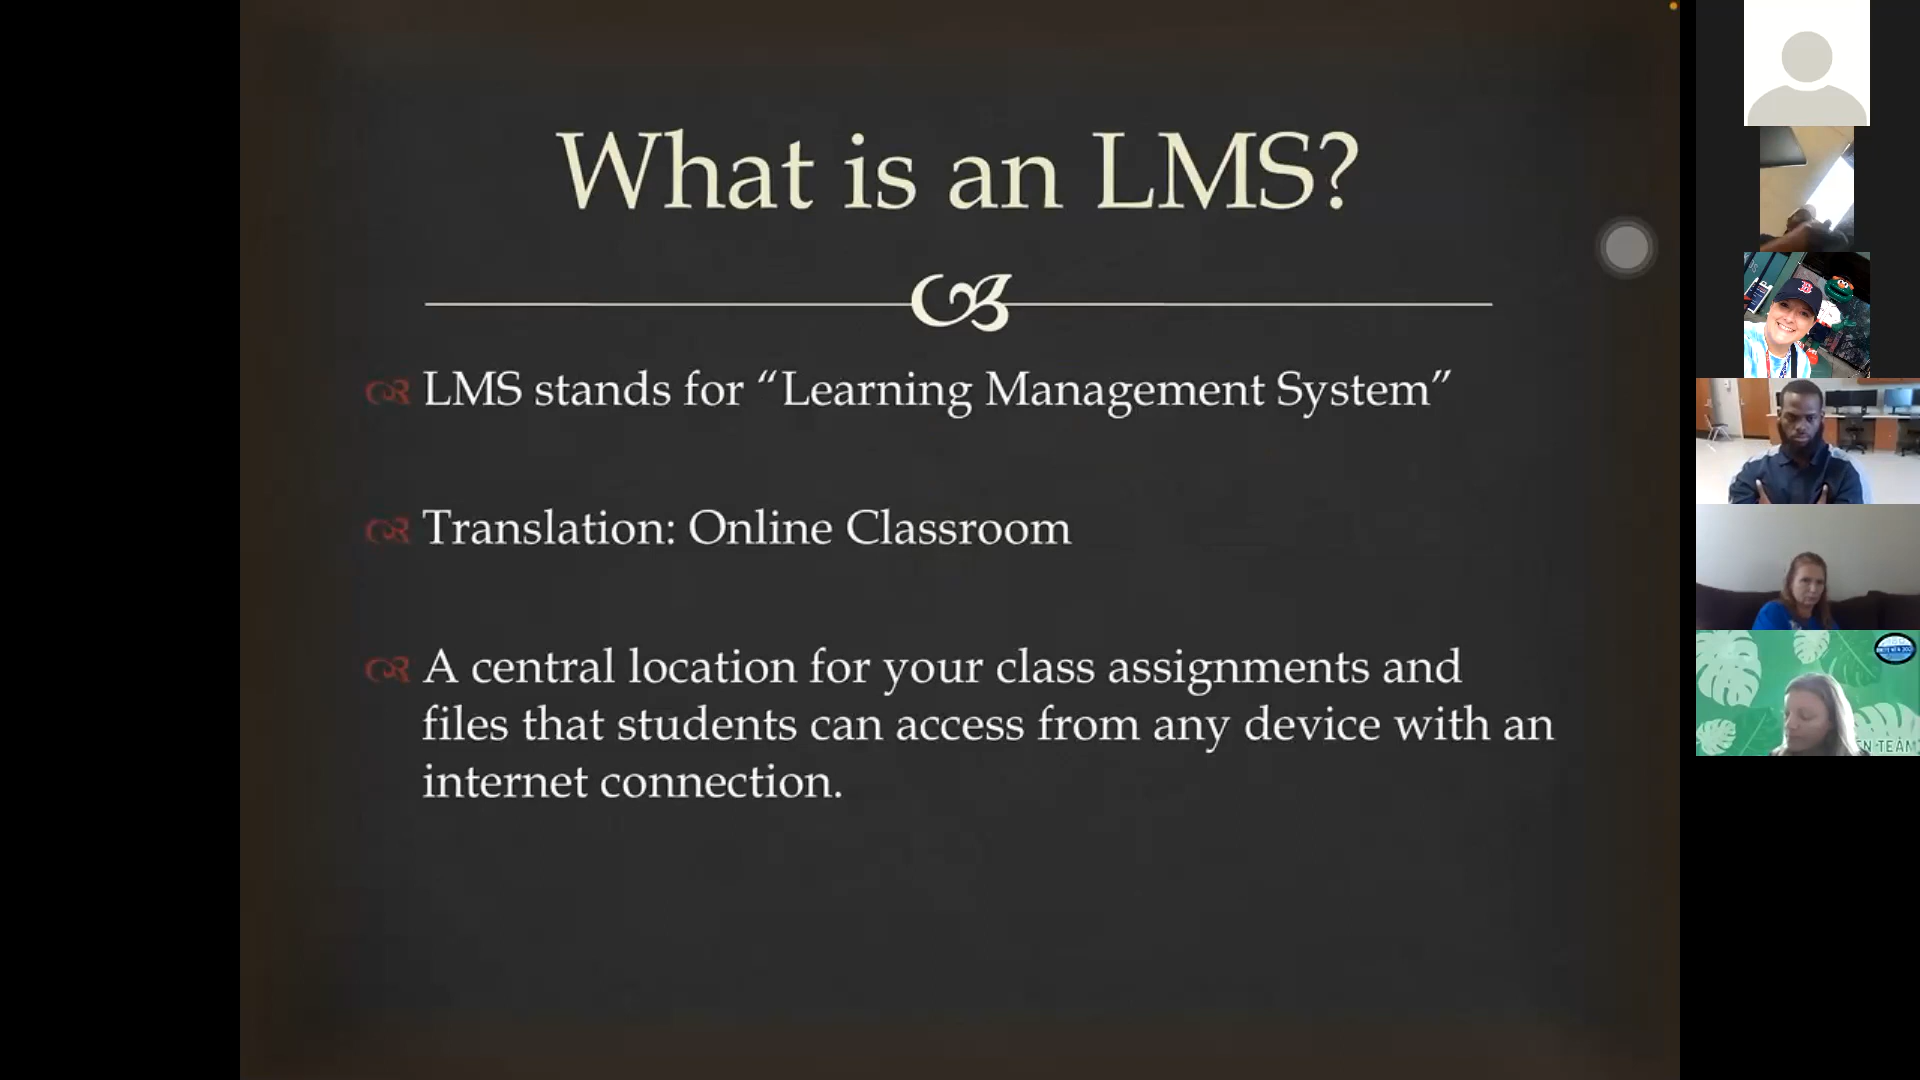 What is an LMS?
LMS stands for “Learning Management System”
Translation: Online Classroom
A central location for your class assignments and
files that students can access from any device with an
internet connection.
B
TEAM